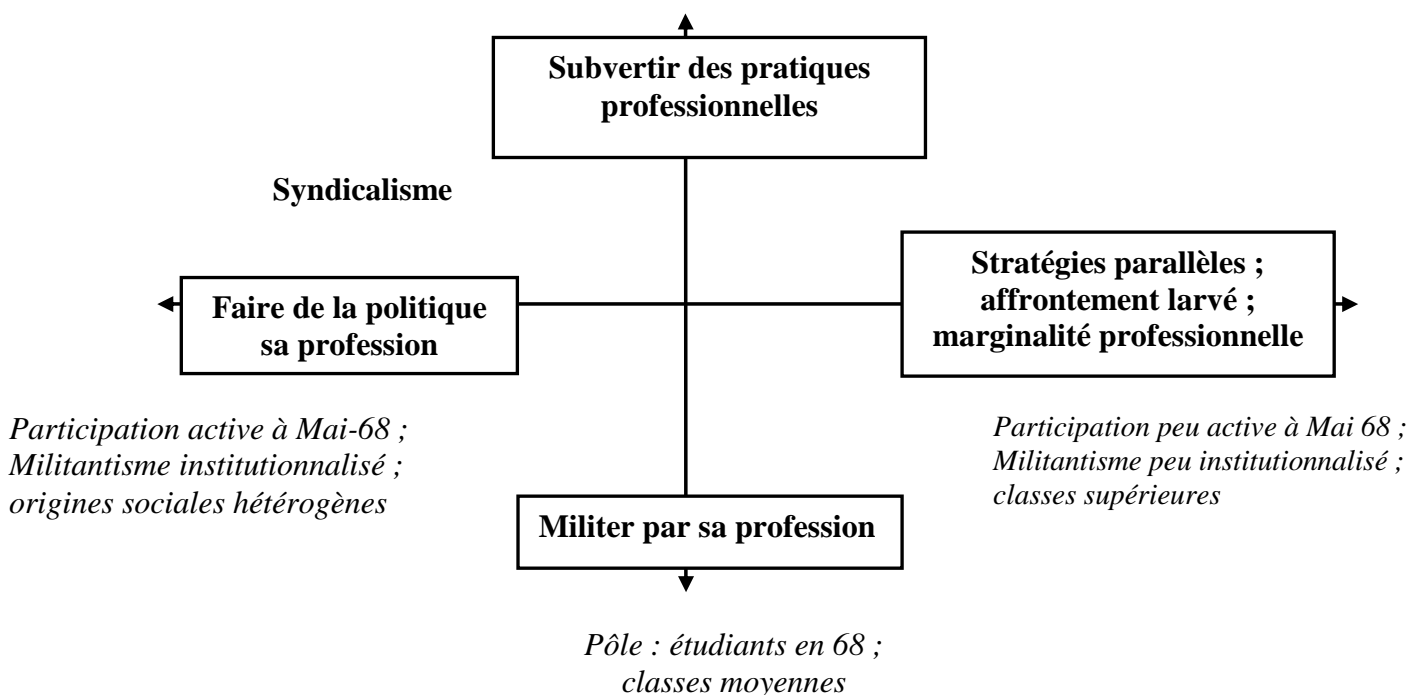 Subvertir des pratiques
professionnelles
Syndicalisme
Stratégies parallèles ;
affrontement larvé ;
marginalité professionnelle
Faire de la politique
sa profession
Participation active à Mai-68 ;
Militantisme institutionnalisé ;
origines sociales hétérogènes
Participation peu active à Mai 68 ;
Militantisme peu institutionnalisé ;
classes supérieures
Militer par sa profession
Pôle : étudiants en 68 ;
classes moyennes